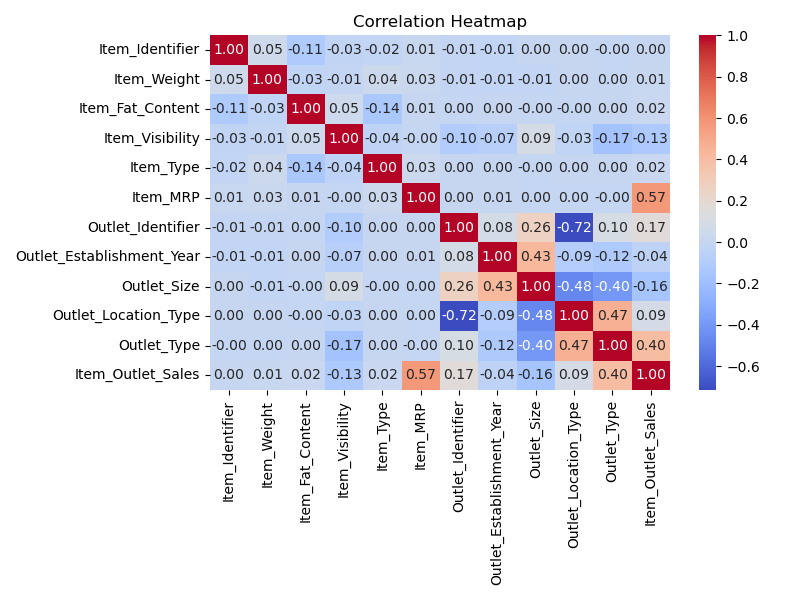 Correlation Heatmap
Item_Identifier 1.00 0.05 -0.11 -0.03 -0.02 0.01 -0.01 -0.01 0.00 0.00 -0.00 0.00
Item_Weight 0.05 1.00 -0.03 -0.01 0.04 0.03 -0.01 -0.01 -0.01 0.00 0.00 0.01
Item_Fat_Content -0.11 -0.03 1.00 0.05 -0.14 0.01 0.00 0.00 -0.00 -0.00 0.00 0.02
Item_Visibility -0.03 -0.01 0.05 1.00 -0.04 -0.00 -0.10 -0.07 0.09 -0.03 -0.17 -0.13
Item_Type -0.02 0.04 -0.14 -0.04 1.00 0.03 0.00 0.00 -0.00 0.00 0.00 0.02
Item_MRP 0.01 0.03 0.01 -0.00 0.03 1.00 0.00 0.01 0.00 0.00 -0.00 0.57
Outlet_Identifier -0.01 -0.01 0.00 -0.10 0.00 0.00 1.00 0.08 0.26 -0.72 0.10 0.17
Outlet_Establishment_Year -0.01 -0.01 0.00 -0.07 0.00 0.01 0.08 1.00 0.43 -0.09 -0.12 -0.04
Outlet_Size 0.00 -0.01 -0.00 0.09 -0.00 0.00 0.26 0.43 1.00 -0.48 -0.40 -0.16
Outlet_Location_Type 0.00 0.00 -0.00 -0.03 0.00 0.00 -0.72 -0.09 -0.48 1.00 0.47 0.09
Outlet_Type -0.00 0.00 0.00 -0.17 0.00 -0.00 0.10 -0.12 -0.40 0.47 1.00 0.40
Item_Outlet_Sales 0.00 0.01 0.02 -0.13 0.02 0.57 0.17 -0.04 -0.16 0.09 0.40 1.00
Item_Identifier
Item_Weight
Item_Fat_Content
Item_Visibility
Item_Type
Item_MRP
Outlet_Identifier
Outlet_Establishment_Year
Outlet_Size
Outlet_Location_Type
Outlet_Type
Item_Outlet_Sales
1.0
0.8
0.6
0.4
0.2
0.0
−0.2
−0.4
−0.6